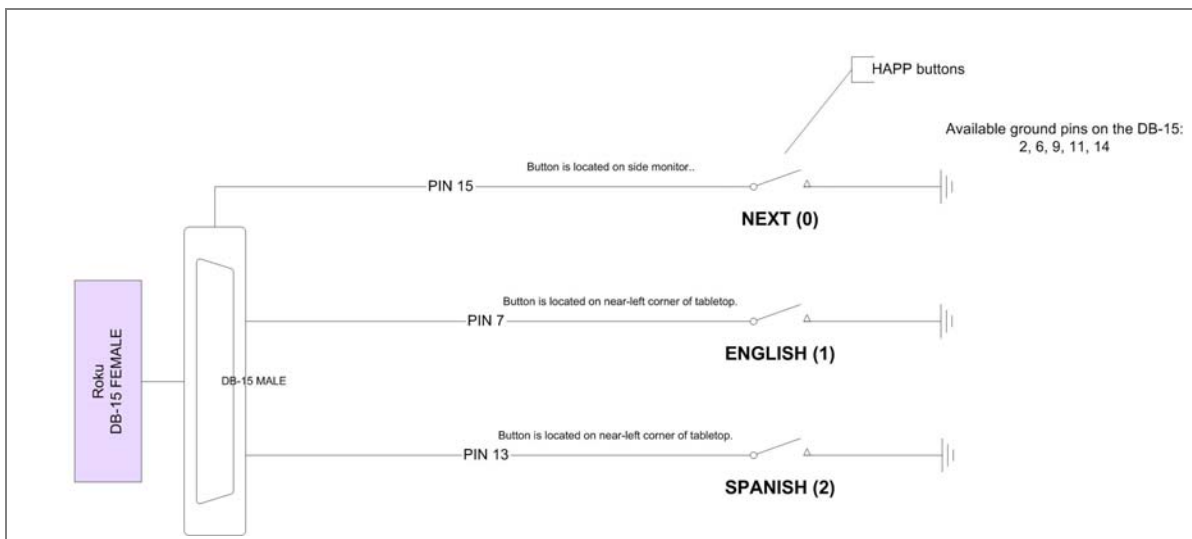 HAPP buttons
Available ground pins on the DB-15:
2, 6, 9, 11, 14
Button is located on side monitor..
PIN 15
NEXT (0)
Button is located on near-left corner of tabletop.
PIN 7
ENGLISH (1)
Roku
DB-15 FEMALE
DB-15 MALE
Button is located on near-left corner of tabletop.
PIN 13
SPANISH (2)